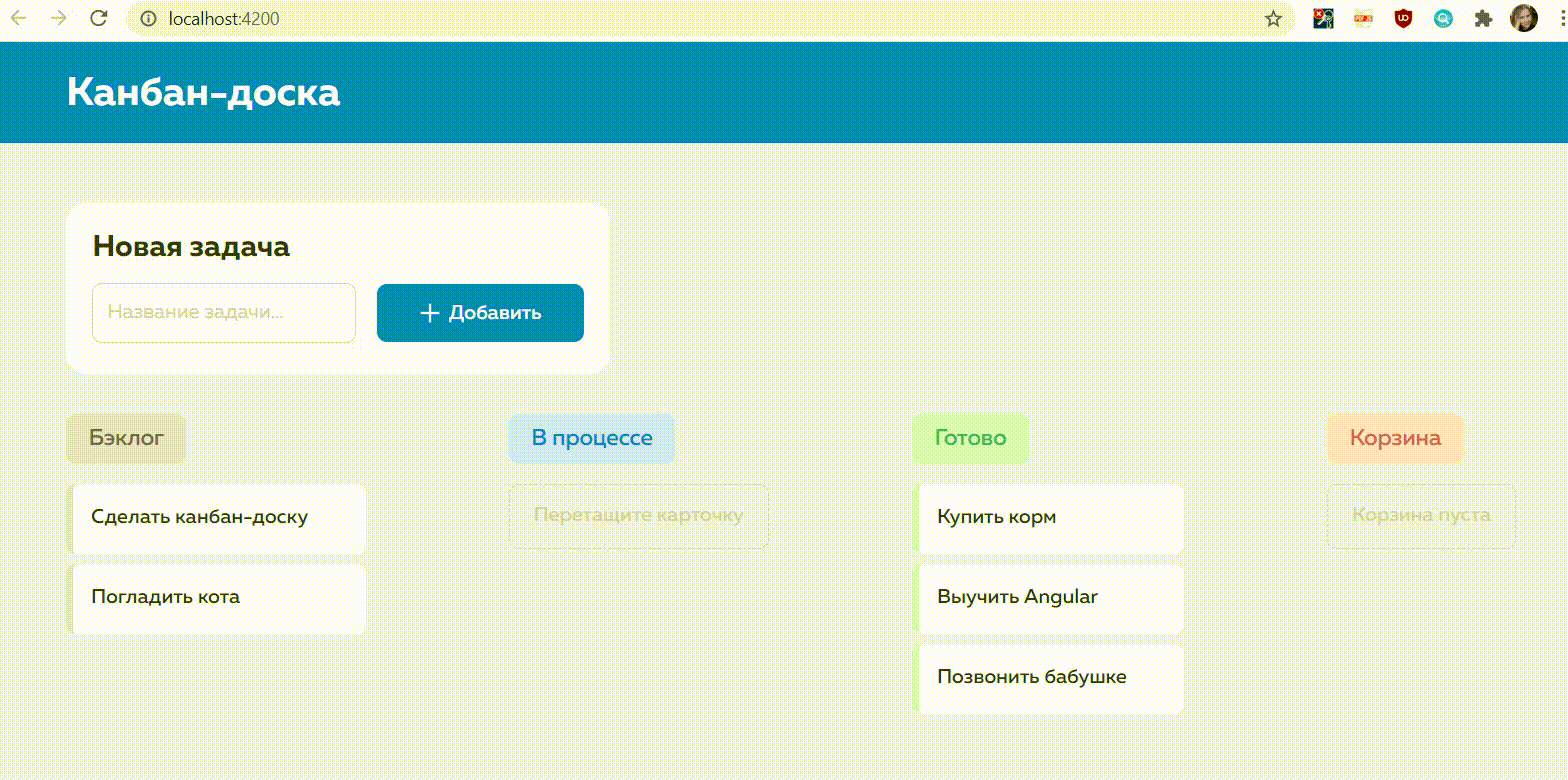 localhost:4200
Канбан-доска
Новая задача
Название задачи...
Добавить
Бэклог
В процессе
Готово
Корзина
Сделать канбан-доску
Перетащите карточку
Купить корм
Корзина пуста
Погладить кота
Выучить Angular
Позвонить бабушке